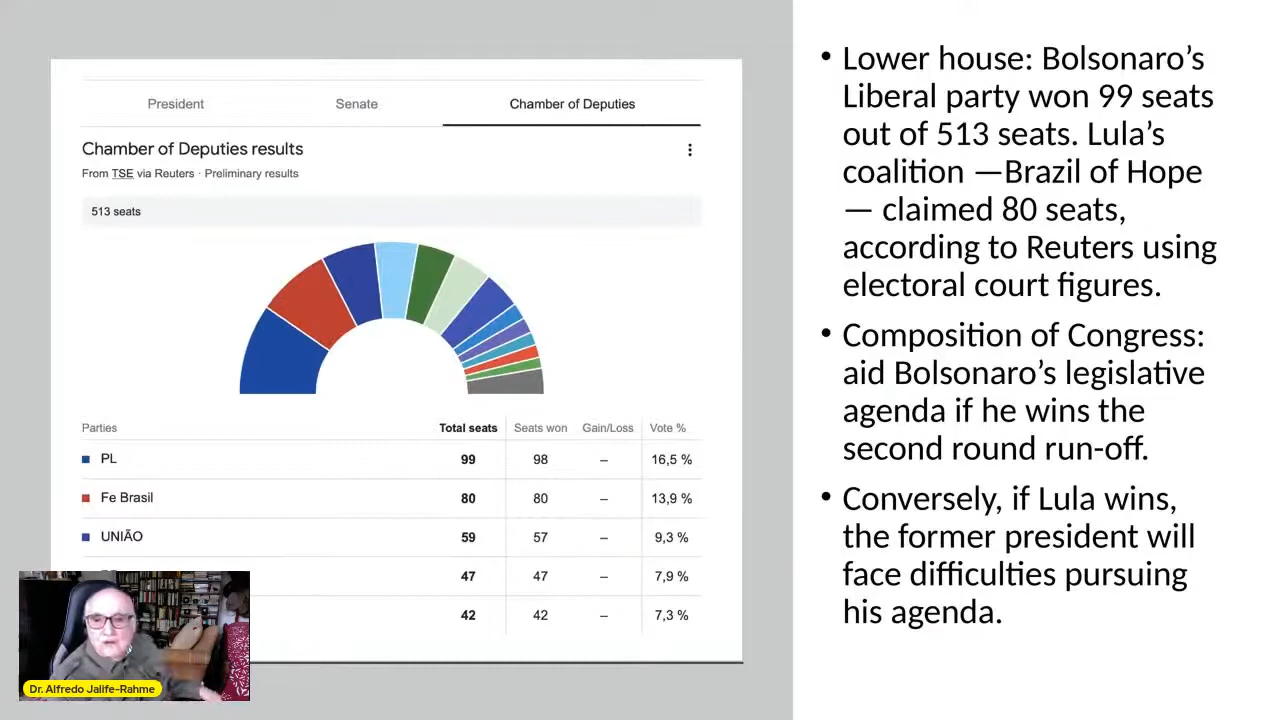 President Senate Chamber of Deputies
Chamber of Deputies results
From TSE via Reuters · Preliminary results
513 seats
Parties Total seats Seats won Gain/Loss Vote %
PL 99 98 – 16,5 %
Fe Brasil 80 80 – 13,9 %
UNIÃO 59 57 – 9,3 %
47 47 – 7,9 %
42 42 – 7,3 %
Dr. Alfredo Jalife-Rahme
• Lower house: Bolsonaro’s
Liberal party won 99 seats
out of 513 seats. Lula’s
coalition —Brazil of Hope
— claimed 80 seats,
according to Reuters using
electoral court figures.
• Composition of Congress:
aid Bolsonaro’s legislative
agenda if he wins the
second round run-off.
• Conversely, if Lula wins,
the former president will
face difficulties pursuing
his agenda.